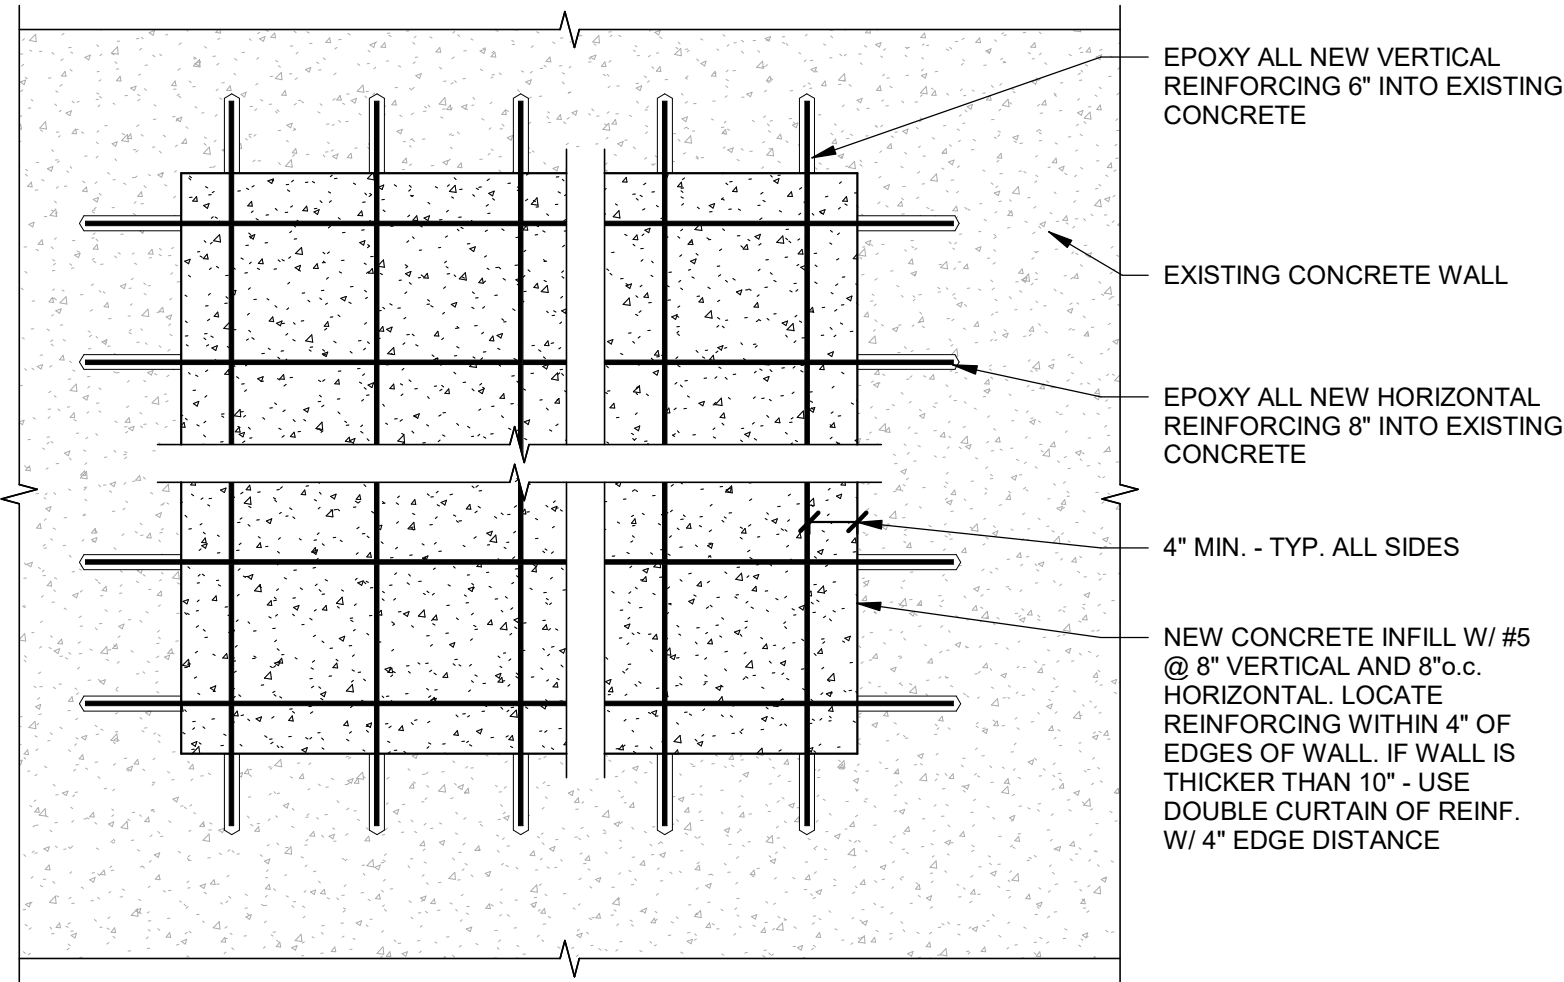 EPOXY ALL NEW VERTICAL
REINFORCING 6" INTO EXISTING
CONCRETE
EXISTING CONCRETE WALL
EPOXY ALL NEW HORIZONTAL
REINFORCING 8" INTO EXISTING
CONCRETE
4" MIN. - TYP. ALL SIDES
NEW CONCRETE INFILL W/ #5
@ 8" VERTICAL AND 8"o.c.
HORIZONTAL. LOCATE
REINFORCING WITHIN 4" OF
EDGES OF WALL. IF WALL IS
THICKER THAN 10" - USE
DOUBLE CURTAIN OF REINF.
W/ 4" EDGE DISTANCE